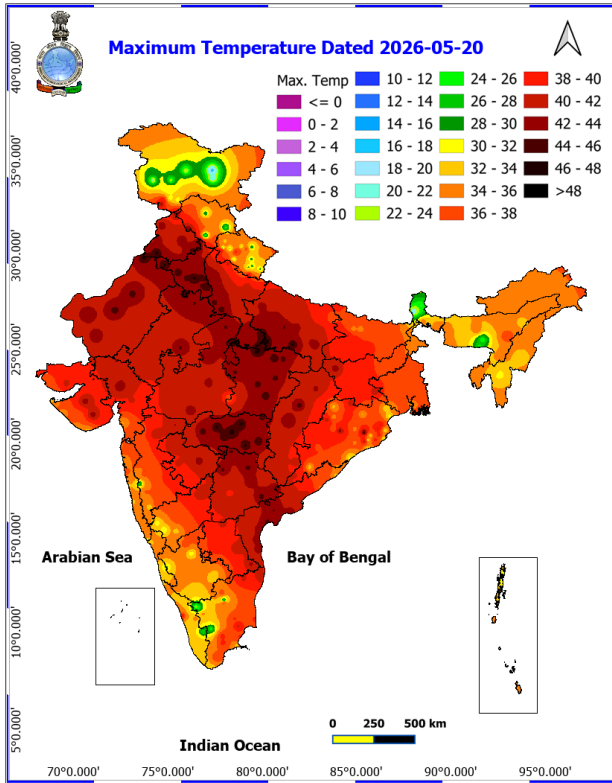 Maximum Temperature Dated 2026-05-20
Max. Temp
<= 0
0 - 2
2 - 4
4 - 6
6 - 8
8 - 10
10 - 12
12 - 14
14 - 16
16 - 18
18 - 20
20 - 22
22 - 24
24 - 26
26 - 28
28 - 30
30 - 32
32 - 34
34 - 36
36 - 38
38 - 40
40 - 42
42 - 44
44 - 46
46 - 48
>48
40°0.000'
35°0.000'
30°0.000'
25°0.000'
20°0.000'
15°0.000'
10°0.000'
5°0.000'
Arabian Sea
Bay of Bengal
Indian Ocean
0 250 500 km
70°0.000' 75°0.000' 80°0.000' 85°0.000' 90°0.000' 95°0.000'